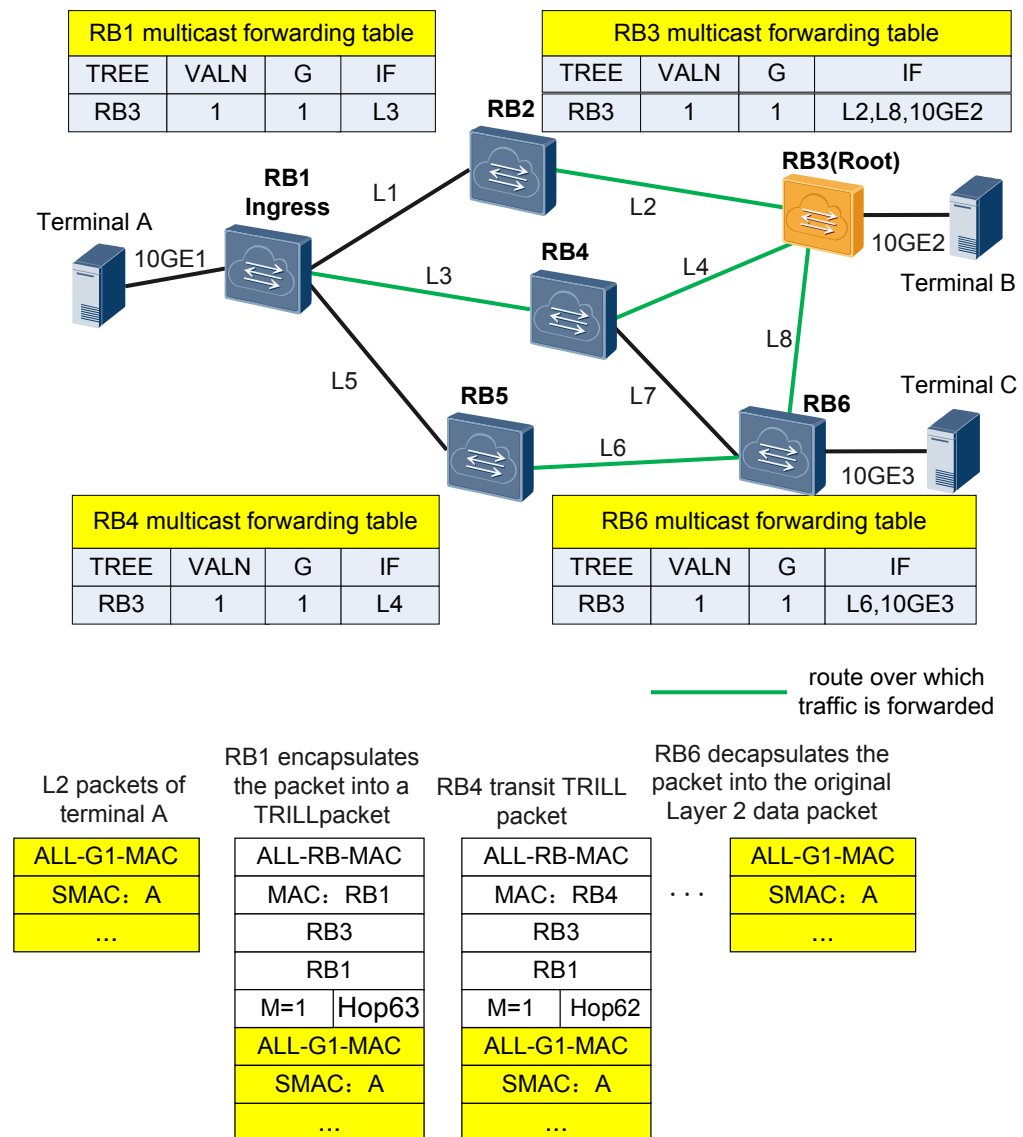 RB1 multicast forwarding table
TREE VALN G IF
RB3 1 1 L3
RB3 multicast forwarding table
TREE VALN G IF
RB3 1 1 L2,L8,10GE2
RB2
RB3(Root)
RB1
Ingress
L1
L2
Terminal A
10GE1
10GE2
Terminal B
RB4
L3
L4
L8
L5
L7
RB5
RB6
Terminal C
L6
10GE3
RB4 multicast forwarding table
TREE VALN G IF
RB3 1 1 L4
RB6 multicast forwarding table
TREE VALN G IF
RB3 1 1 L6,10GE3
route over which
traffic is forwarded
L2 packets of
terminal A
ALL-G1-MAC
SMAC：A
...
RB1 encapsulates
the packet into a
TRILLpacket
ALL-RB-MAC
MAC：RB1
RB3
RB1
M=1 Hop63
ALL-G1-MAC
SMAC：A
...
RB4 transit TRILL
packet
ALL-RB-MAC
MAC：RB4
RB3
RB1
M=1 Hop62
ALL-G1-MAC
SMAC：A
...
...
RB6 decapsulates the
packet into the original
Layer 2 data packet
ALL-G1-MAC
SMAC：A
...